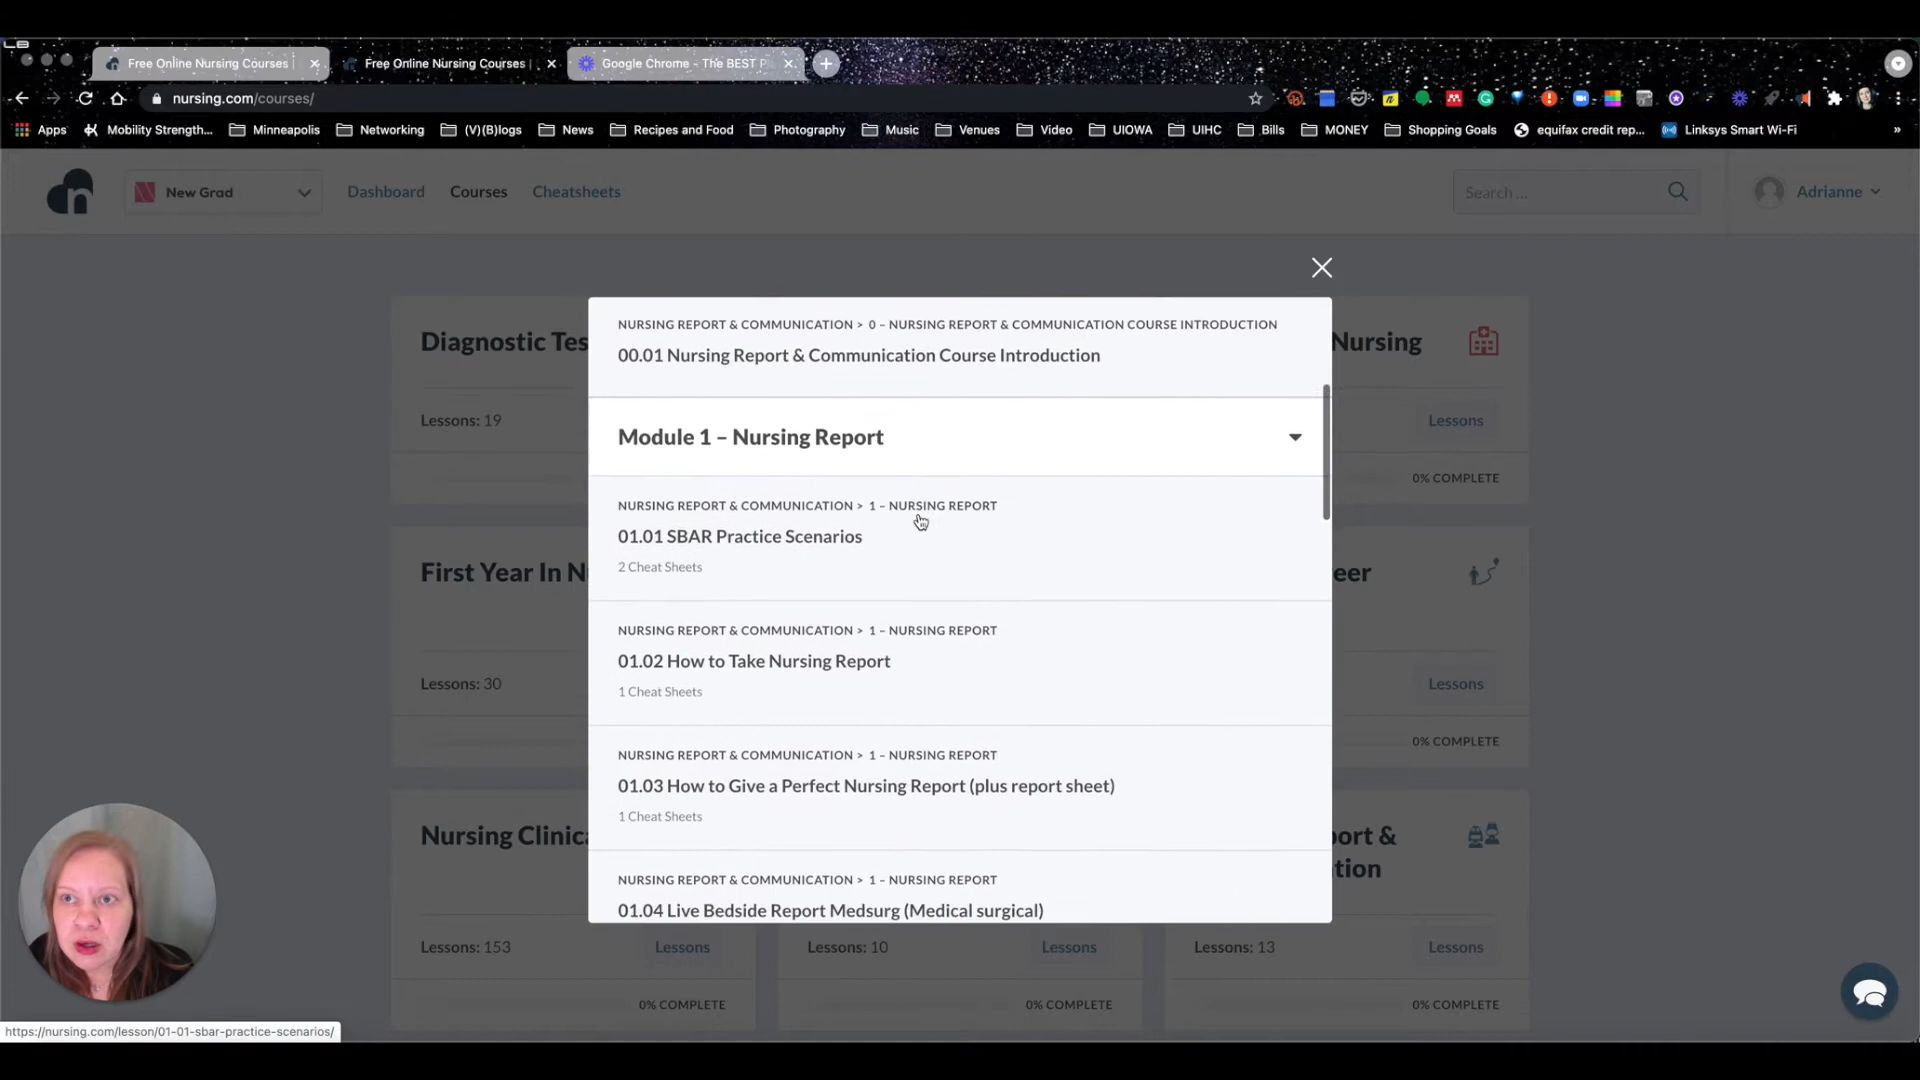 Free Online Nursing Courses |
Free Online Nursing Courses |
Google Chrome - The BEST
nursing.com/courses/
Apps
Mobility Strength...
Minneapolis
Networking
(V)(B)logs
News
Recipes and Food
Photography
Music
Venues
Video
UIOWA
UIHC
Bills
MONEY
Shopping Goals
equifax credit rep...
Linksys Smart Wi-Fi
»
n
New Grad
Dashboard
Courses
Cheatsheets
Search ...
Adrianne
NURSING REPORT & COMMUNICATION > 0 – NURSING REPORT & COMMUNICATION COURSE INTRODUCTION
00.01 Nursing Report & Communication Course Introduction
Module 1 – Nursing Report
NURSING REPORT & COMMUNICATION > 1 – NURSING REPORT
01.01 SBAR Practice Scenarios
2 Cheat Sheets
NURSING REPORT & COMMUNICATION > 1 – NURSING REPORT
01.02 How to Take Nursing Report
1 Cheat Sheets
NURSING REPORT & COMMUNICATION > 1 – NURSING REPORT
01.03 How to Give a Perfect Nursing Report (plus report sheet)
1 Cheat Sheets
NURSING REPORT & COMMUNICATION > 1 – NURSING REPORT
01.04 Live Bedside Report Medsurg (Medical surgical)
Diagnostic Tes
Nursing
Lessons: 19
Lessons
0% COMPLETE
First Year In N
eer
Lessons: 30
Lessons
0% COMPLETE
Nursing Clinica
ort &
tion
Lessons: 153
Lessons
Lessons: 10
Lessons
Lessons: 13
Lessons
0% COMPLETE
0% COMPLETE
0% COMPLETE
https://nursing.com/lesson/01-01-sbar-practice-scenarios/